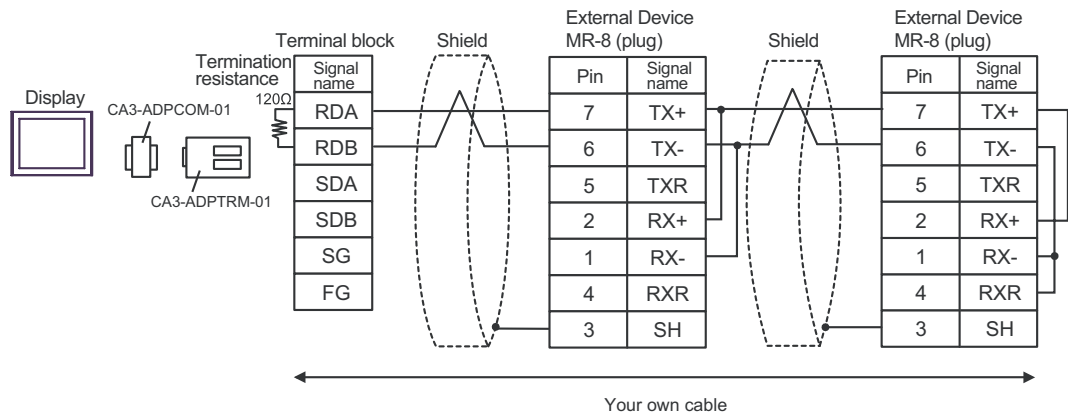 External Device
MR-8 (plug)
External Device
MR-8 (plug)
Terminal block
Shield
Shield
Termination
resistance
120Ω
Display
CA3-ADPCOM-01
CA3-ADPTRM-01
Signal
name
RDA
RDB
SDA
SDB
SG
FG
Pin
Signal
name
7 TX+
6 TX-
5 TXR
2 RX+
1 RX-
4 RXR
3 SH
Pin
Signal
name
7 TX+
6 TX-
5 TXR
2 RX+
1 RX-
4 RXR
3 SH
Your own cable